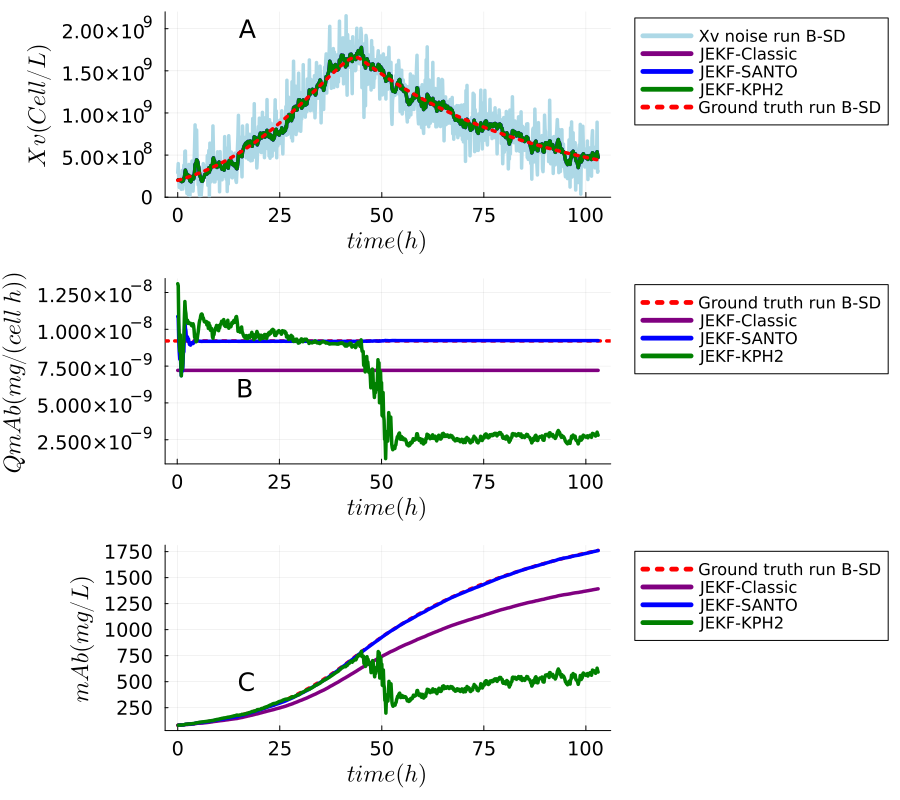 A
Xv(Cell/L)
2.00×10⁹
1.50×10⁹
1.00×10⁹
5.00×10⁸
0
0 25 50 75 100
time(h)
Xv noise run B-SD
JEKF-Classic
JEKF-SANTO
JEKF-KPH2
Ground truth run B-SD
B
QmAb(mg/(cell h))
1.250×10⁻⁸
1.000×10⁻⁸
7.500×10⁻⁹
5.000×10⁻⁹
2.500×10⁻⁹
0 25 50 75 100
time(h)
Ground truth run B-SD
JEKF-Classic
JEKF-SANTO
JEKF-KPH2
C
mAb(mg/L)
1750
1500
1250
1000
750
500
250
0 25 50 75 100
time(h)
Ground truth run B-SD
JEKF-Classic
JEKF-SANTO
JEKF-KPH2